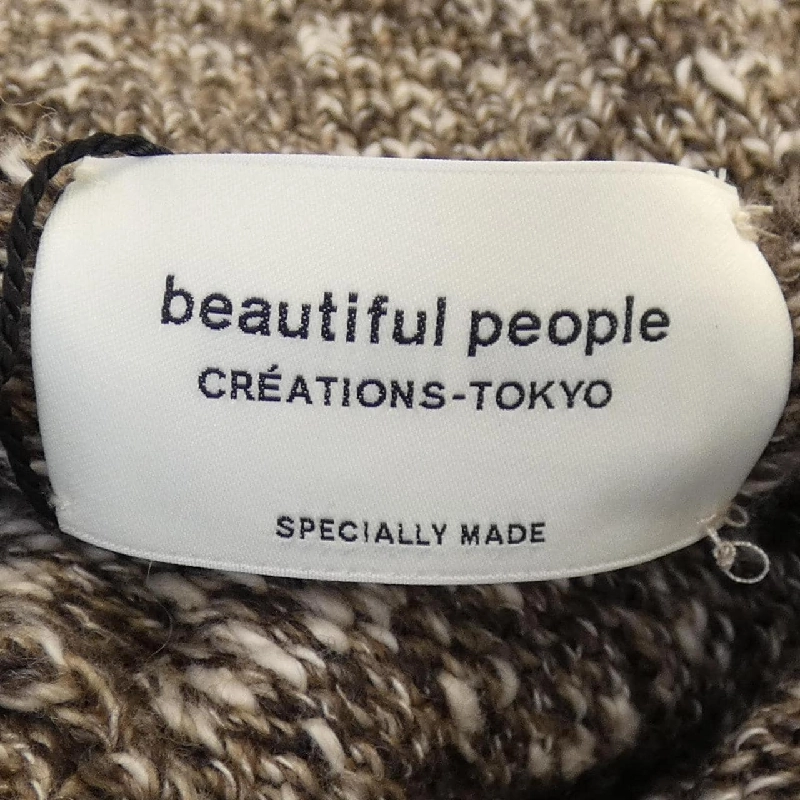 beautiful people
CRÉATIONS-TOKYO
SPECIALLY MADE